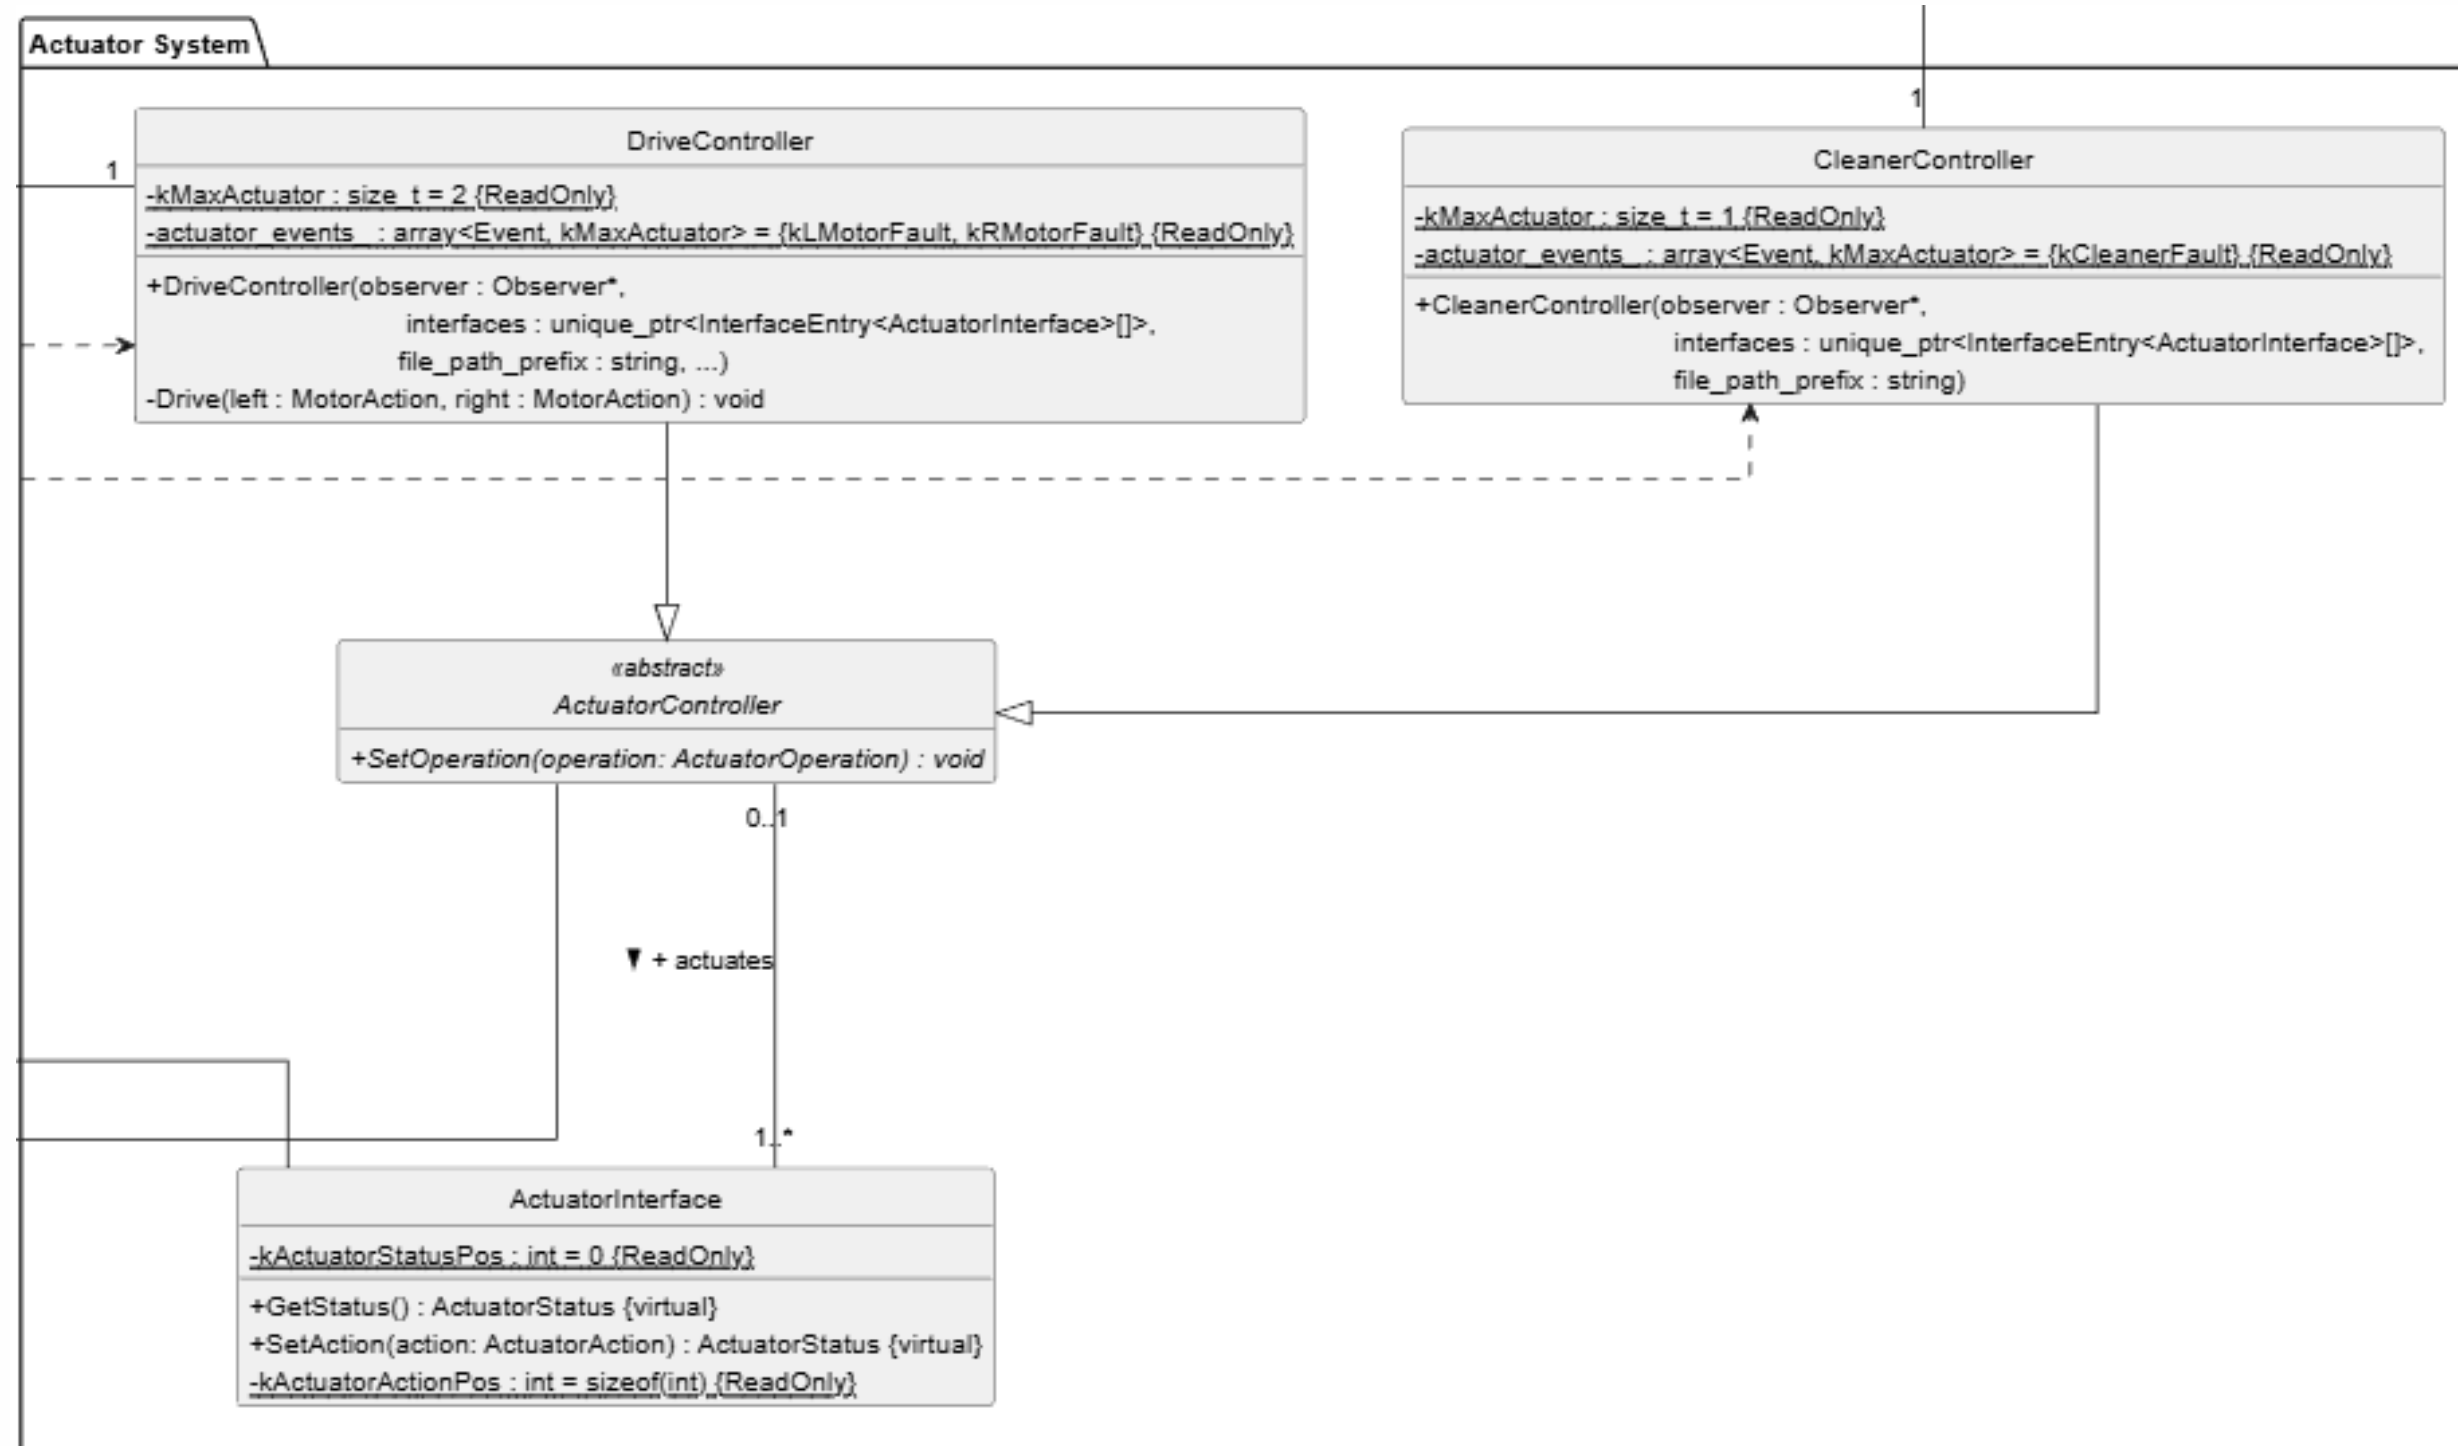 Actuator System
1
DriveController
-kMaxActuator : size_t = 2 {ReadOnly}
-actuator_events_ : array<Event, kMaxActuator> = {kLMotorFault, kRMotorFault} {ReadOnly}
+DriveController(observer : Observer*,
interfaces : unique_ptr<InterfaceEntry<ActuatorInterface>[]>,
file_path_prefix : string, ...)
-Drive(left : MotorAction, right : MotorAction) : void
1
CleanerController
-kMaxActuator : size_t = 1 {ReadOnly}
-actuator_events_ : array<Event, kMaxActuator> = {kCleanerFault} {ReadOnly}
+CleanerController(observer : Observer*,
interfaces : unique_ptr<InterfaceEntry<ActuatorInterface>[]>,
file_path_prefix : string)
«abstract»
ActuatorController
+SetOperation(operation: ActuatorOperation) : void
0..1
▼ + actuates
1..*
ActuatorInterface
-kActuatorStatusPos : int = 0 {ReadOnly}
+GetStatus() : ActuatorStatus {virtual}
+SetAction(action: ActuatorAction) : ActuatorStatus {virtual}
-kActuatorActionPos : int = sizeof(int) {ReadOnly}